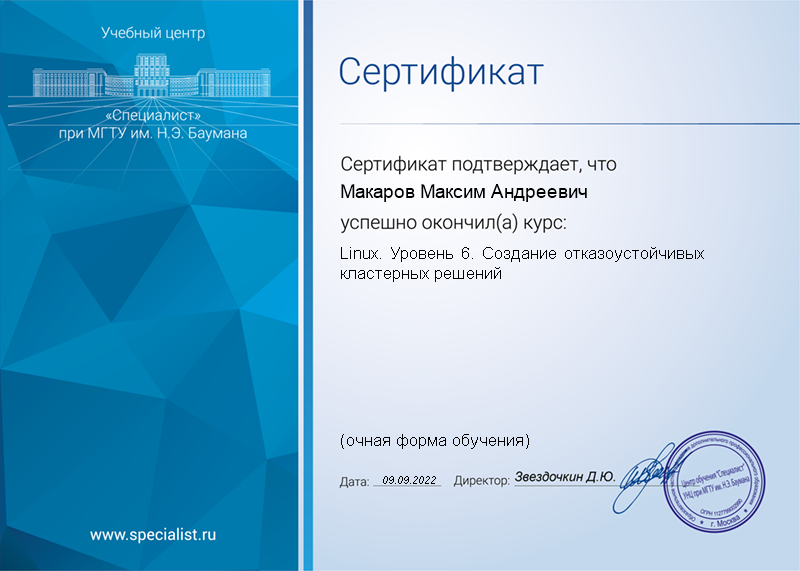 Учебный центр
«Специалист»
при МГТУ им. Н.Э. Баумана
Сертификат
Сертификат подтверждает, что
Макаров Максим Андреевич
успешно окончил(а) курс:
Linux. Уровень 6. Создание отказоустойчивых
кластерных решений
(очная форма обучения)
Дата: 09.09.2022 Директор: Звездочкин Д.Ю.
Центр обучения "Специалист"
УНЦ при МГТУ им. Н.Э. Баумана
г. Москва
www.specialist.ru